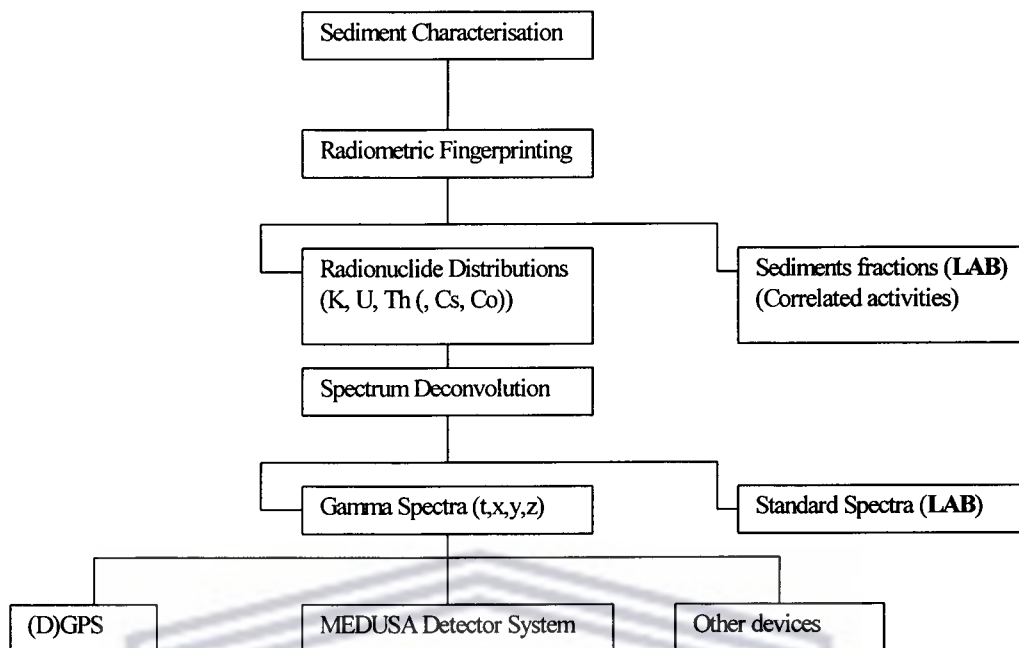 Sediment Characterisation
Radiometric Fingerprinting
Radionuclide Distributions
(K, U, Th (, Cs, Co))
Sediments fractions (LAB)
(Correlated activities)
Spectrum Deconvolution
Gamma Spectra (t,x,y,z)
Standard Spectra (LAB)
(D)GPS
MEDUSA Detector System
Other devices